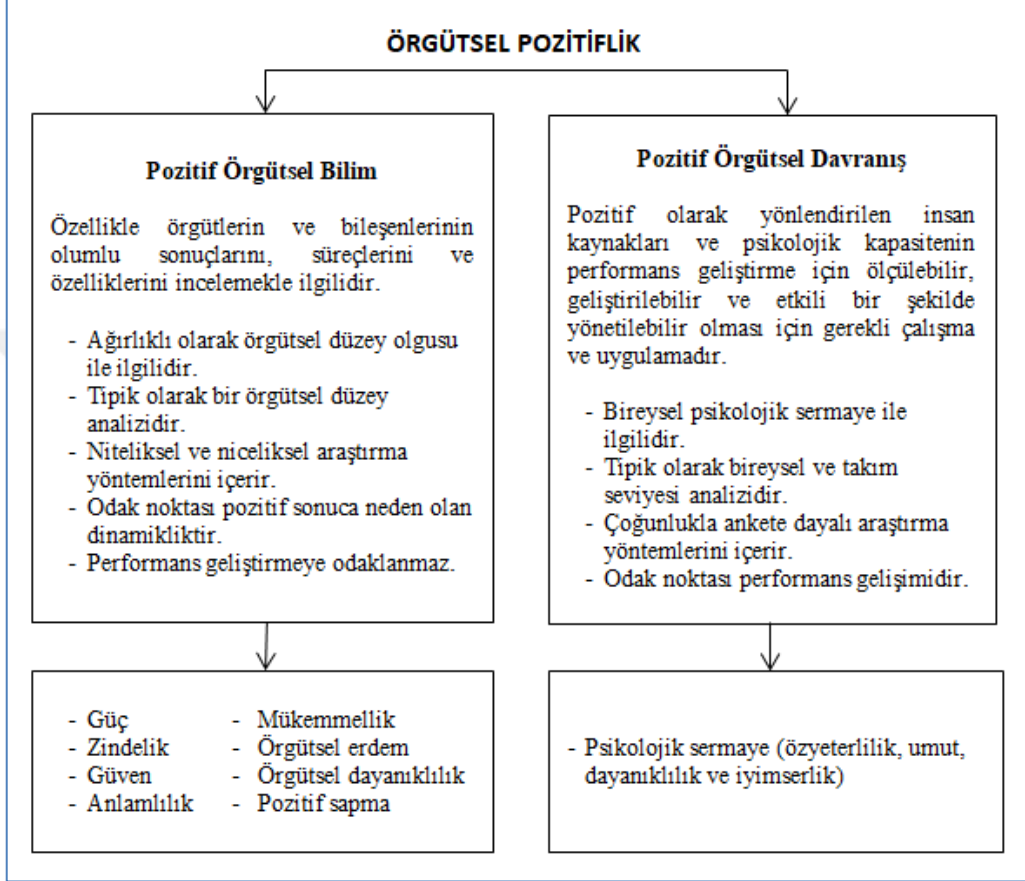 ÖRGÜTSEL POZİTİFLİK
Pozitif Örgütsel Bilim
Özellikle örgütlerin ve bileşenlerinin
olumlu sonuçlarını, süreçlerini ve
özelliklerini incelemekle ilgilidir.
- Ağırlıklı olarak örgütsel düzey olgusu
ile ilgilidir.
- Tipik olarak bir örgütsel düzey
analizidir.
- Niteliksel ve niceliksel araştırma
yöntemlerini içerir.
- Odak noktası pozitif sonuca neden olan
dinamikliktir.
- Performans geliştirmeye odaklanmaz.
Pozitif Örgütsel Davranış
Pozitif olarak yönlendirilen insan
kaynakları ve psikolojik kapasitenin
performans geliştirme için ölçülebilir,
geliştirilebilir ve etkili bir şekilde
yönetilebilir olması için gerekli çalışma
ve uygulamadır.
- Bireysel psikolojik sermaye ile
ilgilidir.
- Tipik olarak bireysel ve takım
seviyesi analizidir.
- Çoğunlukla ankete dayalı araştırma
yöntemlerini içerir.
- Odak noktası performans gelişimidir.
- Güç
- Zindelik
- Güven
- Anlamlılık
- Mükemmellik
- Örgütsel erdem
- Örgütsel dayanıklılık
- Pozitif sapma
- Psikolojik sermaye (özyeterlilik, umut,
dayanıklılık ve iyimserlik)